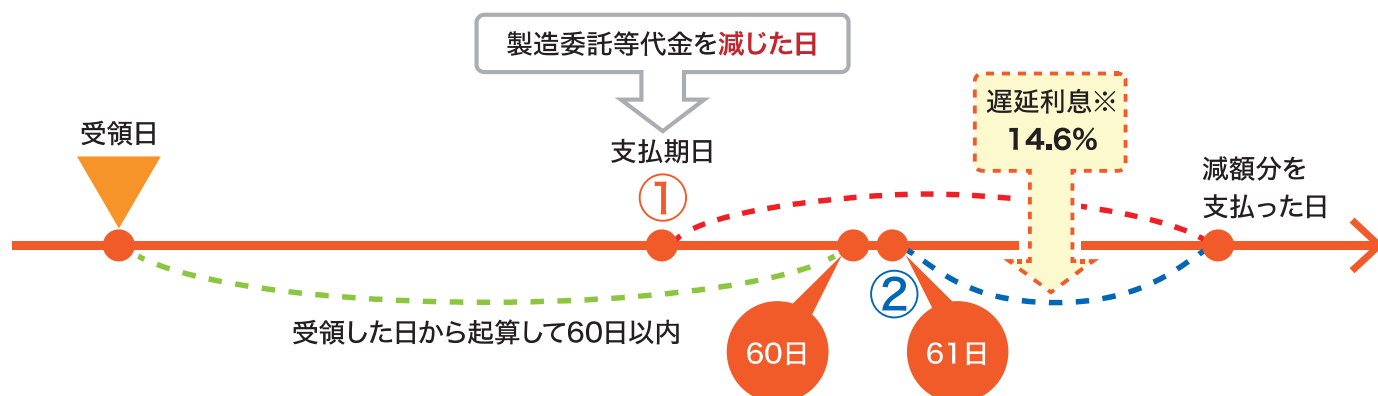 製造委託等代金を減じた日
受領日
支払期日
①
遅延利息※
14.6%
減額分を
支払った日
②
受領した日から起算して60日以内
60日
61日